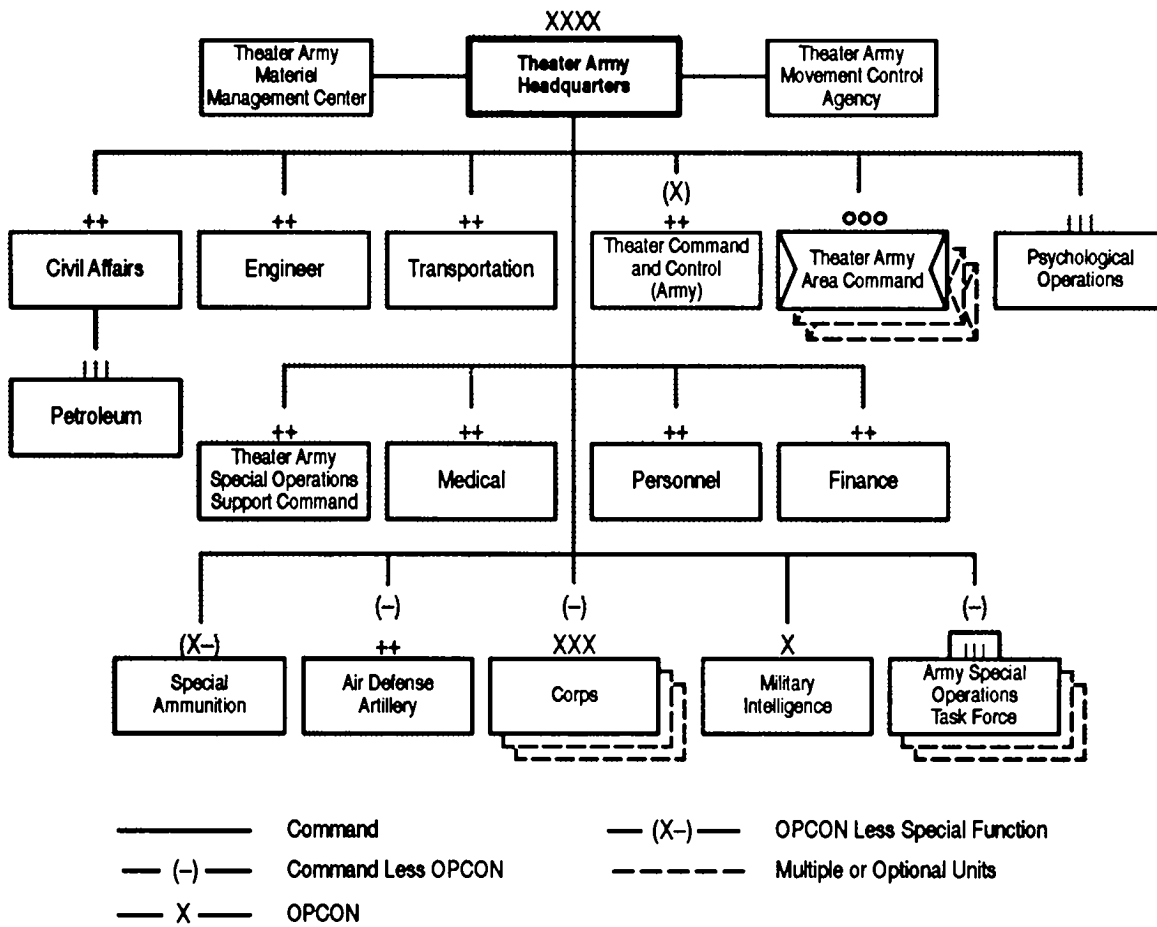 XXXX
Theater Army
Materiel
Management Center
Theater Army
Headquarters
Theater Army
Movement Control
Agency
(X)
++
++
++
++
ooo
|||
Civil Affairs
Engineer
Transportation
Theater Command
and Control
(Army)
Theater Army
Area Command
Psychological
Operations
|||
Petroleum
++
++
++
++
Theater Army
Special Operations
Support Command
Medical
Personnel
Finance
(–)
(–)
(–)
(X–)
++
XXX
X
|||
Special
Ammunition
Air Defense
Artillery
Corps
Military
Intelligence
Army Special
Operations
Task Force
Command
(–)
Command Less OPCON
X
OPCON
(X–)
OPCON Less Special Function
Multiple or Optional Units